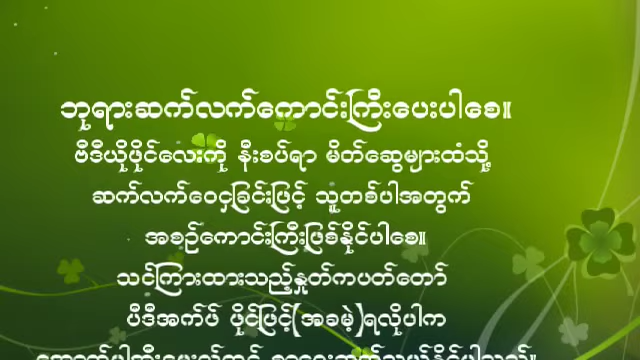 ဘုရားဆက်လက်ကောင်းကြီးပေးပါစေ။
ဗီဒီယိုဖိုင်လေးကို နီးစပ်ရာ မိတ်ဆွေများထံသို့
ဆက်လက်ဝေငှခြင်းဖြင့် သူတစ်ပါအတွက်
အစဉ်ကောင်းကြီးဖြစ်နိုင်ပါစေ။
သင်ကြားထားသည့်နှုတ်ကပတ်တော်
ပီဒီအက်ပ် ဖိုင်ဖြင့်(အခမဲ့)ရလိုပါက